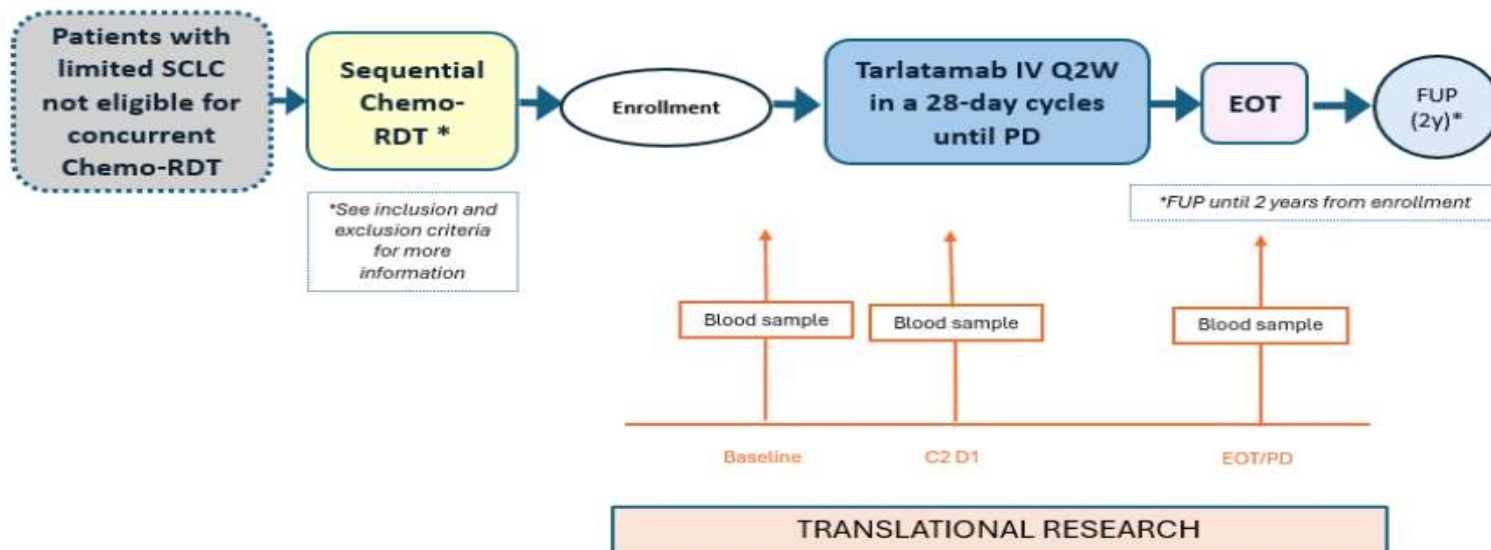 Patients with
limited SCLC
not eligible for
concurrent
Chemo-RDT
Sequential
Chemo-
RDT *
Enrollment
Tarlatamab IV Q2W
in a 28-day cycles
until PD
EOT
FUP
(2y)*
*See inclusion and
exclusion criteria
for more
information
*FUP until 2 years from enrollment
Blood sample
Blood sample
Blood sample
Baseline
C2 D1
EOT/PD
TRANSLATIONAL RESEARCH